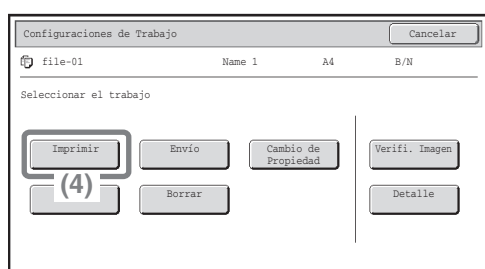 Configuraciones de Trabajo Cancelar
file-01 Name 1 A4 B/N
Seleccionar el trabajo
Imprimir Envío Cambio de Propiedad Verifi. Imagen
(4) Borrar Detalle